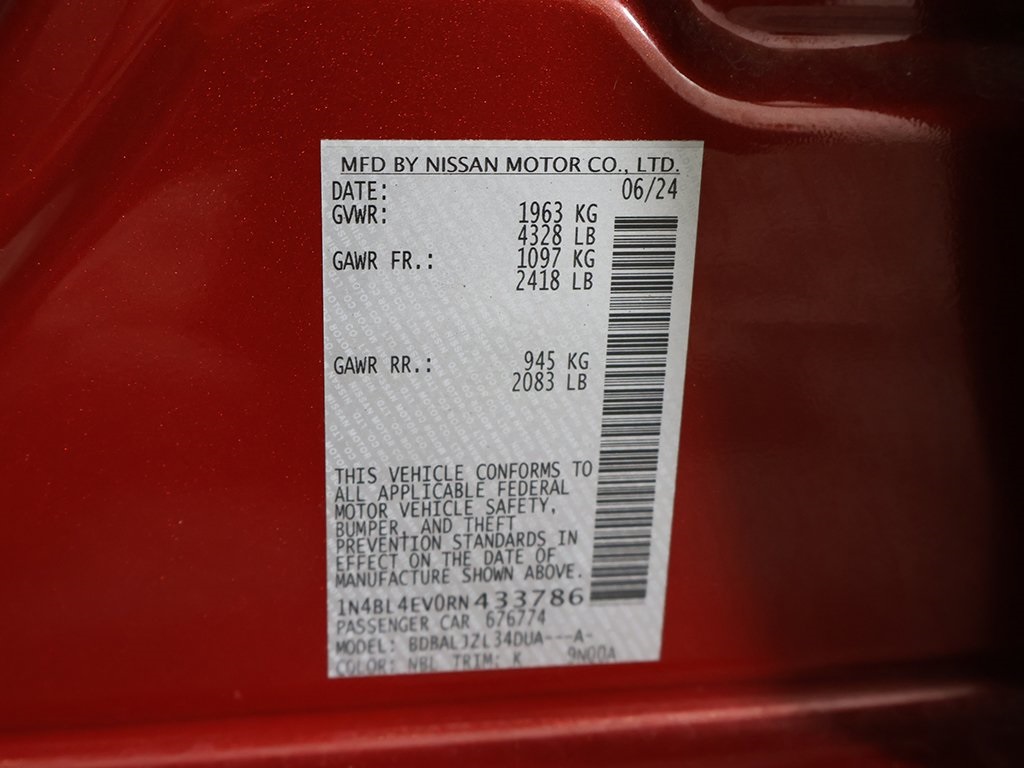 MFD BY NISSAN MOTOR CO., LTD.
DATE: 06/24
GVWR: 1963 KG
4328 LB
GAWR FR.: 1097 KG
2418 LB
GAWR RR.: 945 KG
2083 LB
THIS VEHICLE CONFORMS TO
ALL APPLICABLE FEDERAL
MOTOR VEHICLE SAFETY,
BUMPER, AND THEFT
PREVENTION STANDARDS IN
EFFECT ON THE DATE OF
MANUFACTURE SHOWN ABOVE.
1N4BL4EV0RN433786
PASSENGER CAR 676774
MODEL: BDBALJZL34DUA---A-
COLOR: NBL TRIM: K 9N00A